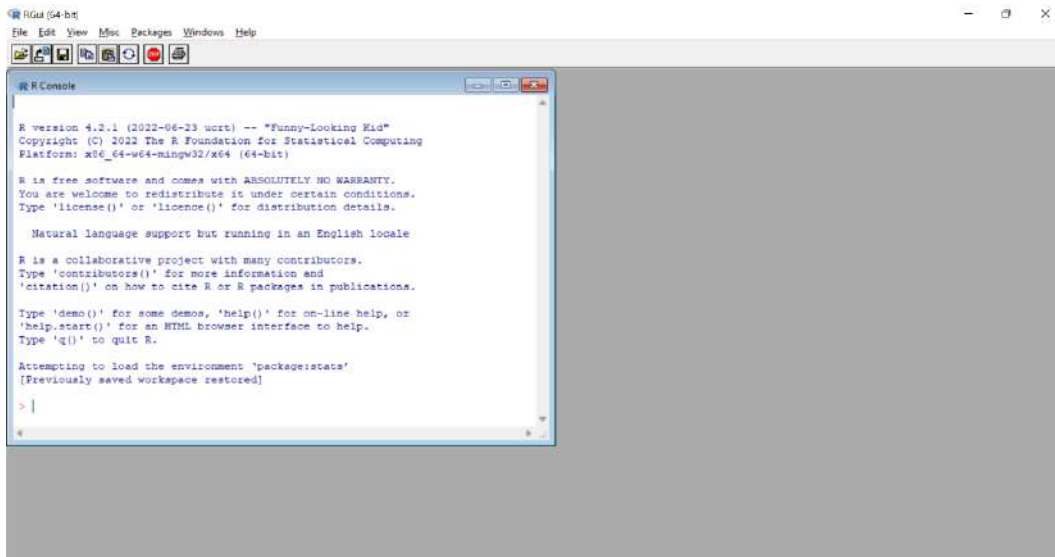 RGui (64-bit)
File Edit View Misc Packages Windows Help
STOP
R Console
R version 4.2.1 (2022-06-23 ucrt) -- "Funny-Looking Kid"
Copyright (C) 2022 The R Foundation for Statistical Computing
Platform: x86_64-w64-mingw32/x64 (64-bit)
R is free software and comes with ABSOLUTELY NO WARRANTY.
You are welcome to redistribute it under certain conditions.
Type 'license()' or 'licence()' for distribution details.
Natural language support but running in an English locale
R is a collaborative project with many contributors.
Type 'contributors()' for more information and
'citation()' on how to cite R or R packages in publications.
Type 'demo()' for some demos, 'help()' for on-line help, or
'help.start()' for an HTML browser interface to help.
Type 'q()' to quit R.
Attempting to load the environment ‘package:stats’
[Previously saved workspace restored]
>